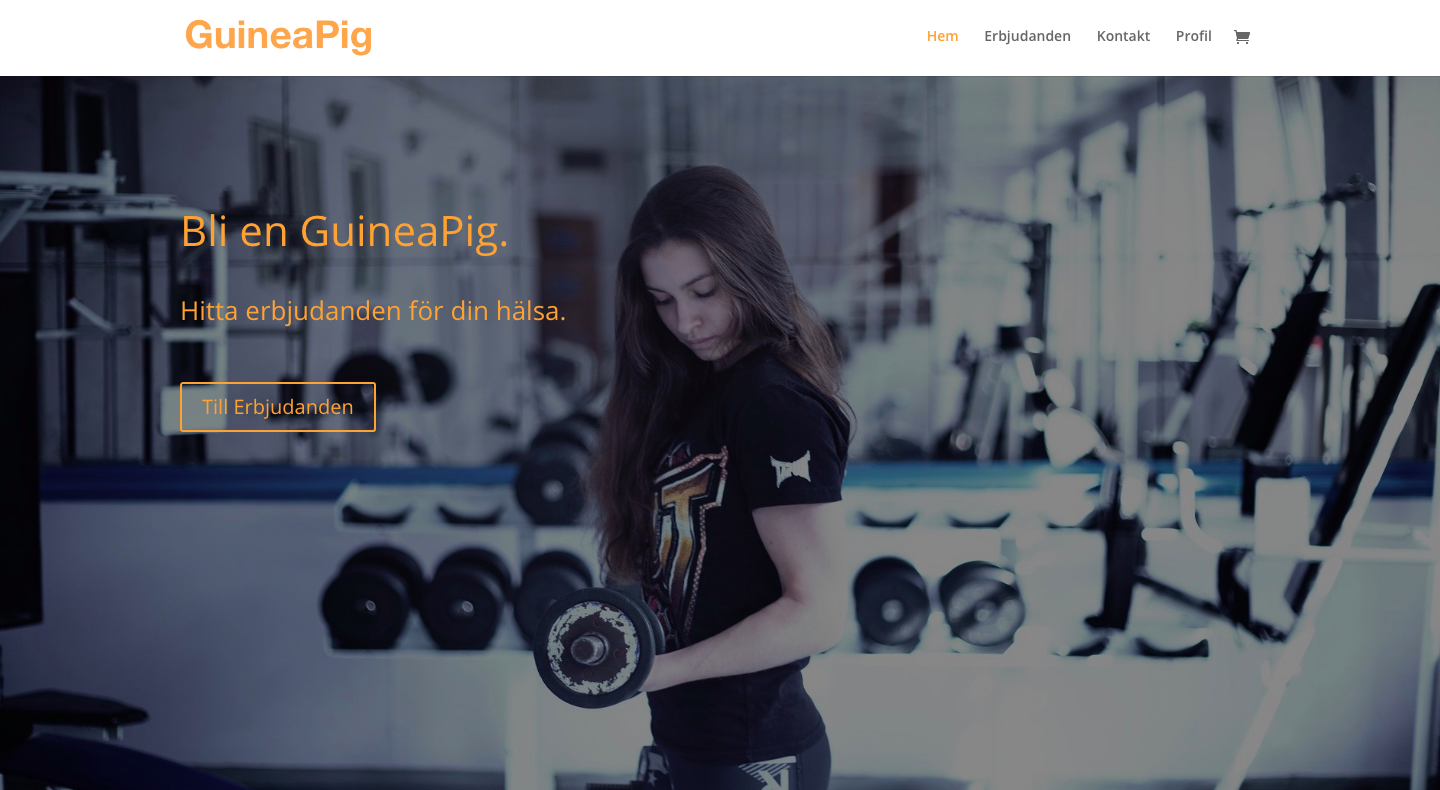 GuineaPig
Hem Erbjudanden Kontakt Profil
Bli en GuineaPig.
Hitta erbjudanden för din hälsa.
Till Erbjudanden